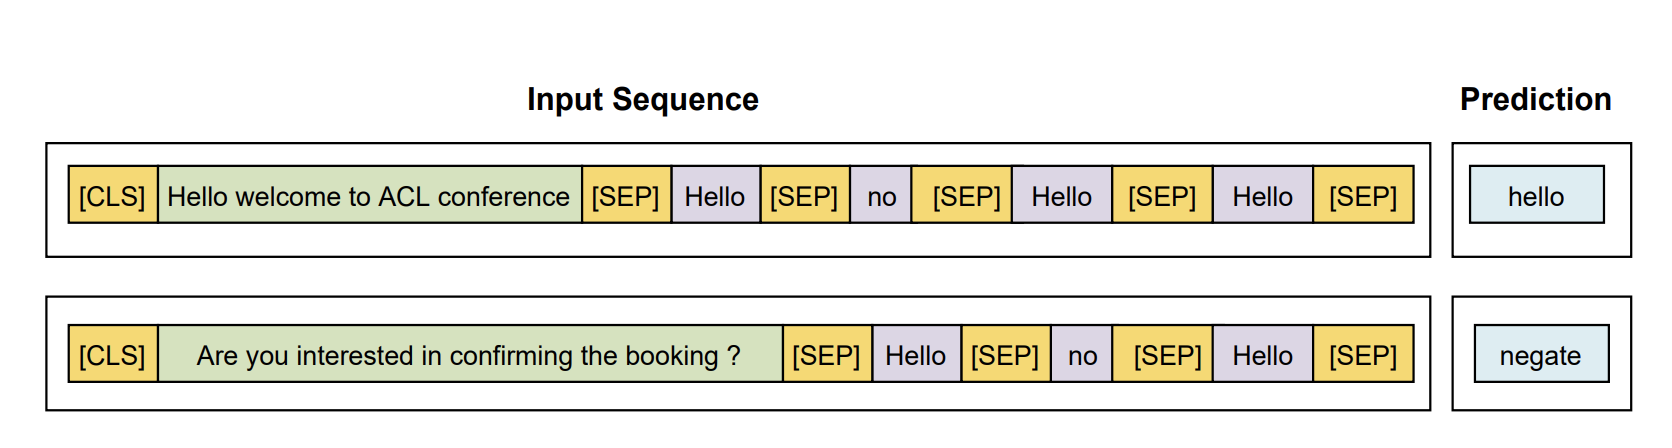 Input Sequence Prediction
[CLS] Hello welcome to ACL conference [SEP] Hello [SEP] no [SEP] Hello [SEP] Hello [SEP] hello
[CLS] Are you interested in confirming the booking ? [SEP] Hello [SEP] no [SEP] Hello [SEP] negate